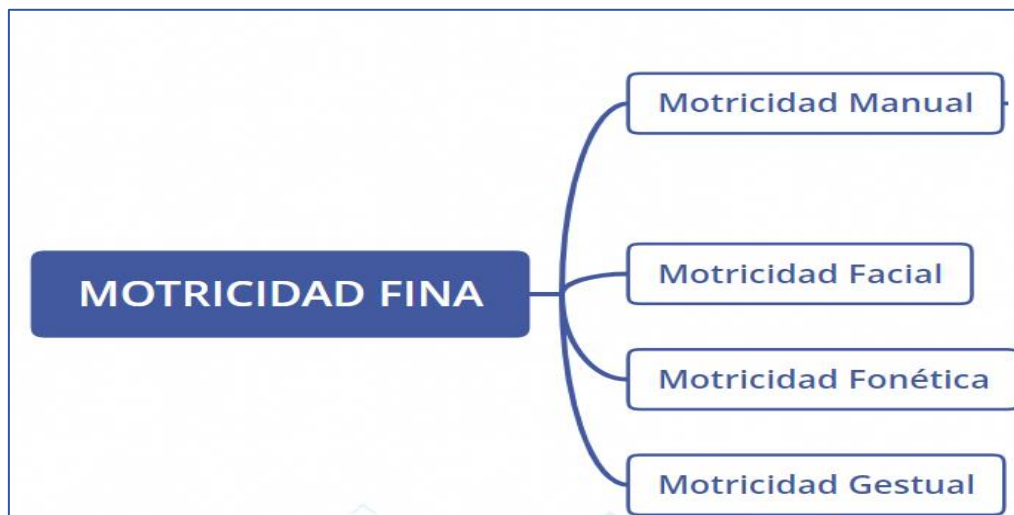 MOTRICIDAD FINA
Motricidad Manual
Motricidad Facial
Motricidad Fonética
Motricidad Gestual